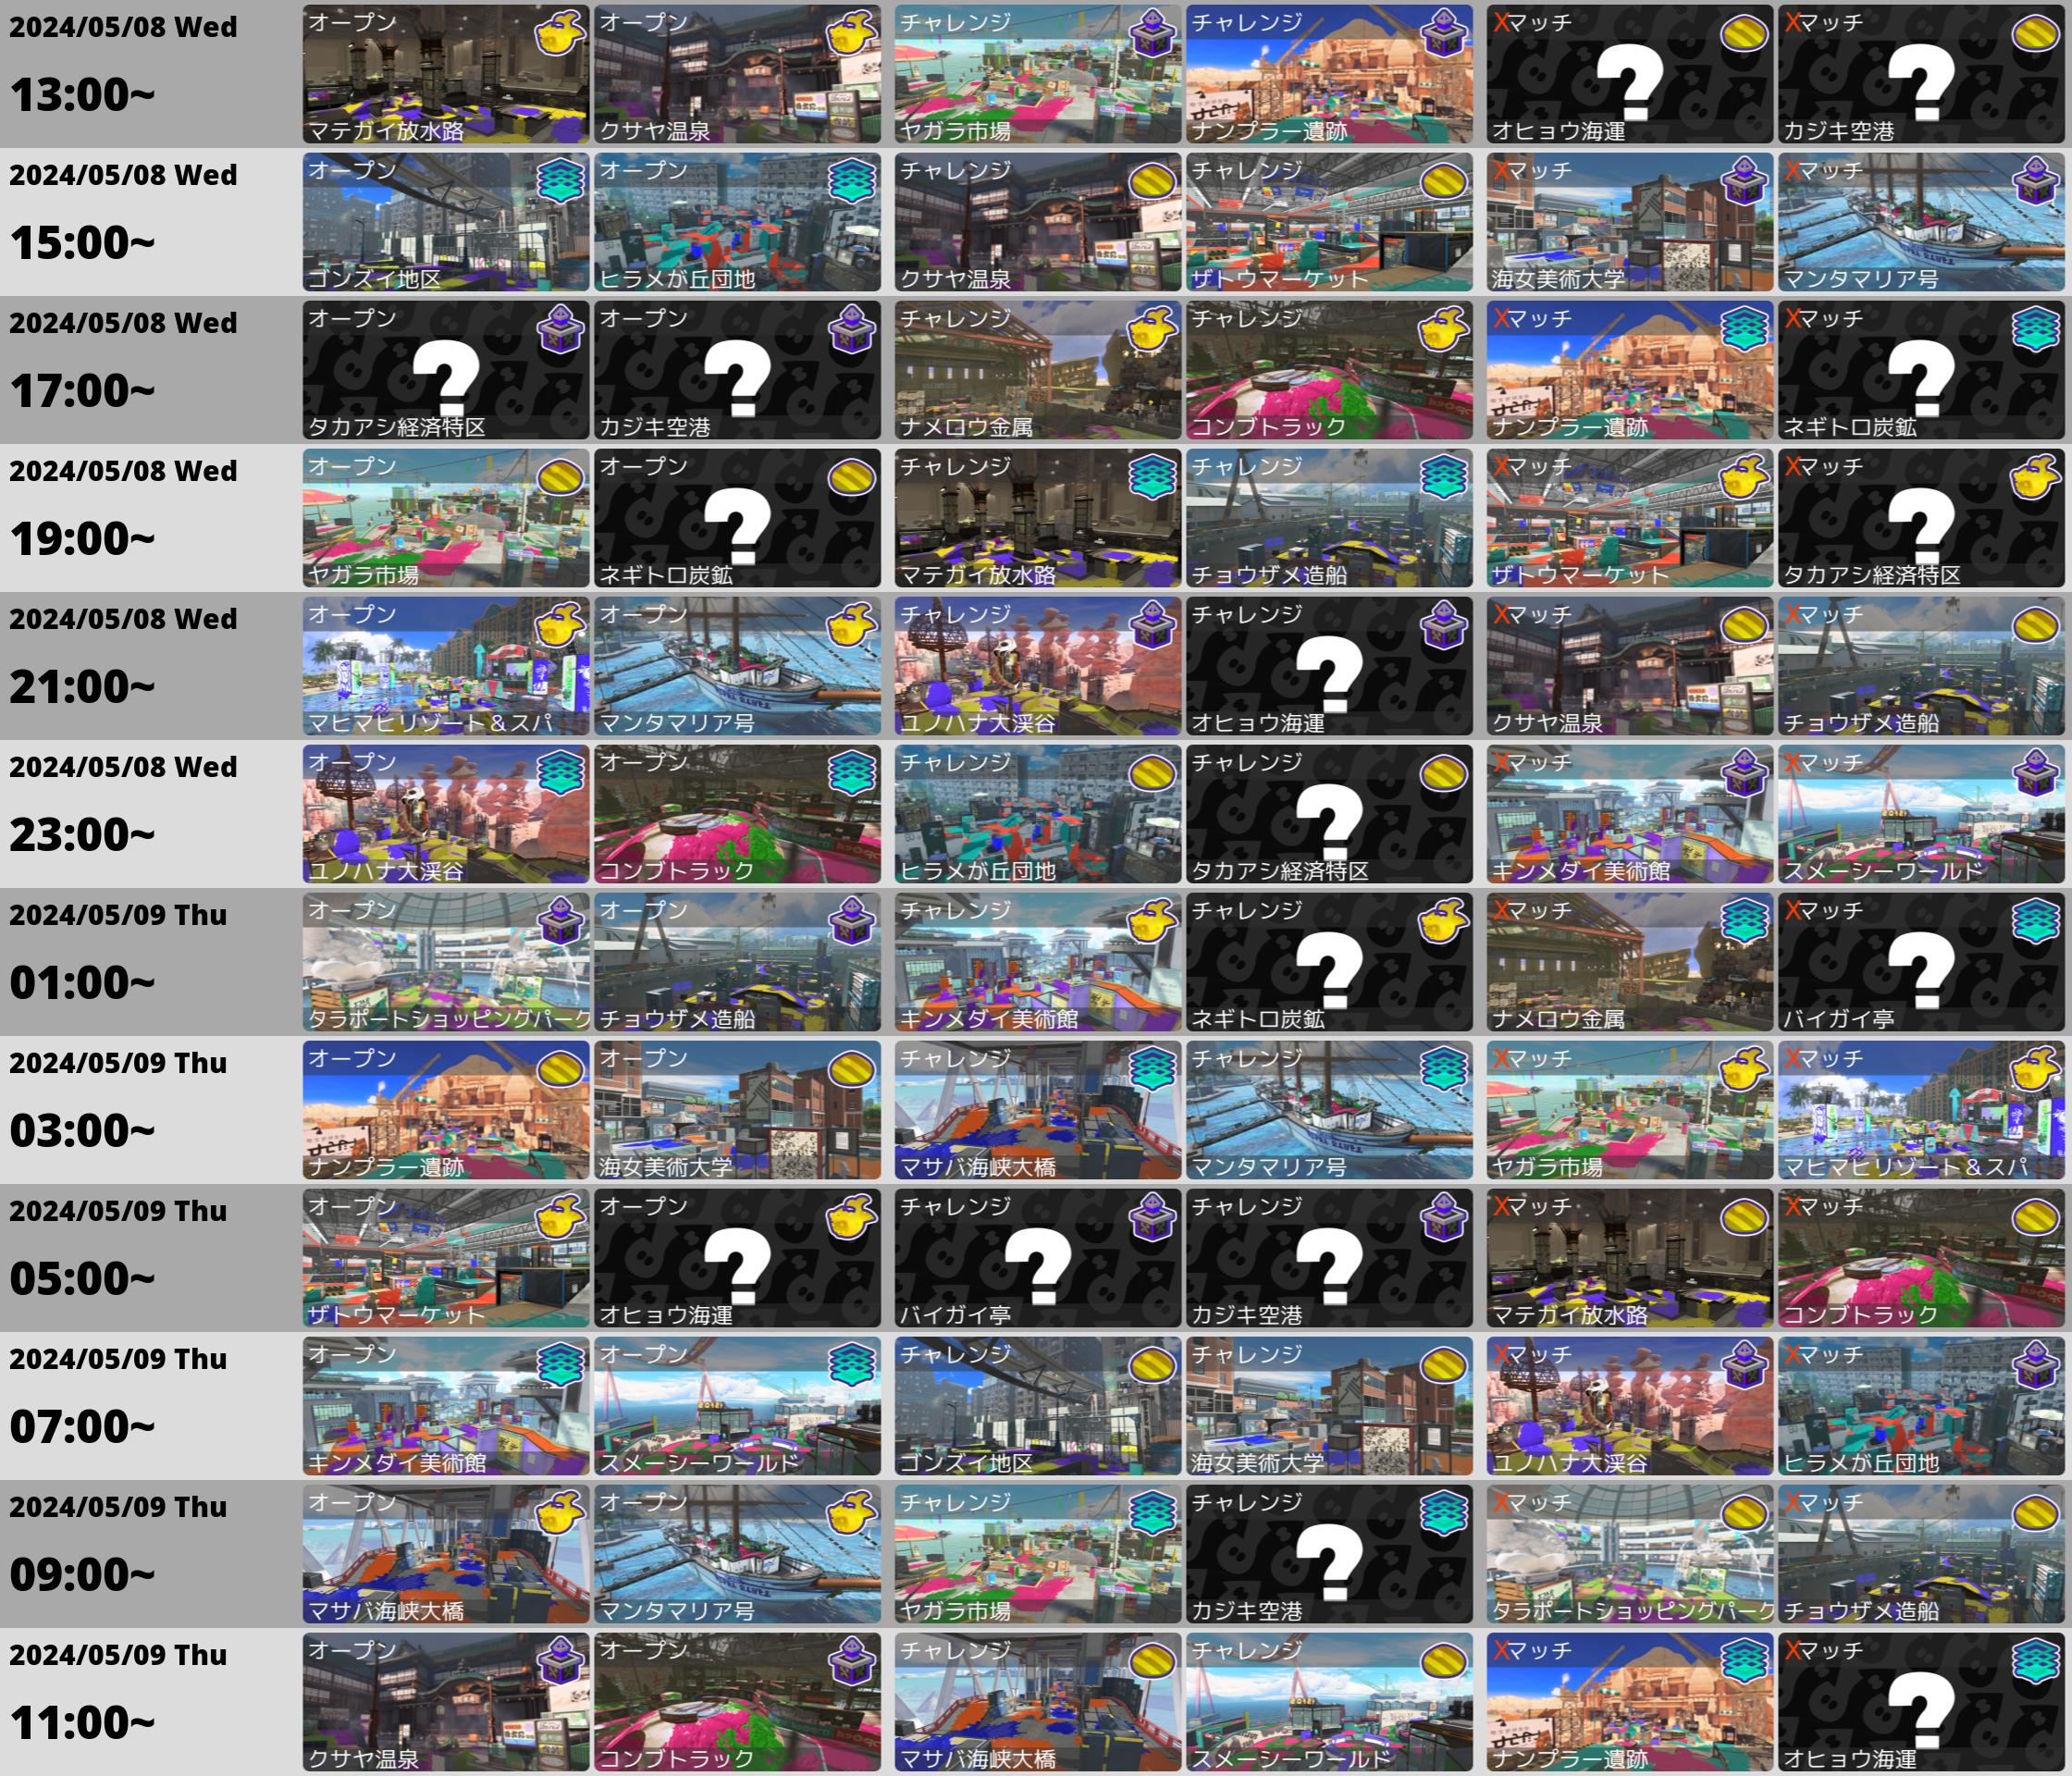 2024/05/08 Wed
13:00~
オープン
マテガイ放水路
オープン
クサヤ温泉
チャレンジ
ヤガラ市場
チャレンジ
ナンプラー遺跡
Xマッチ
?
オヒョウ海運
Xマッチ
?
カジキ空港
2024/05/08 Wed
15:00~
オープン
ゴンズイ地区
オープン
ヒラメが丘団地
チャレンジ
クサヤ温泉
チャレンジ
ザトウマーケット
Xマッチ
海女美術大学
Xマッチ
マンタマリア号
2024/05/08 Wed
17:00~
オープン
?
タカアシ経済特区
オープン
?
カジキ空港
チャレンジ
ナメロウ金属
チャレンジ
コンブトラック
Xマッチ
ナンプラー遺跡
Xマッチ
?
ネギトロ炭鉱
2024/05/08 Wed
19:00~
オープン
ヤガラ市場
オープン
?
ネギトロ炭鉱
チャレンジ
マテガイ放水路
チャレンジ
チョウザメ造船
Xマッチ
ザトウマーケット
Xマッチ
?
タカアシ経済特区
2024/05/08 Wed
21:00~
オープン
マヒマヒリゾート＆スパ
オープン
マンタマリア号
チャレンジ
ユノハナ大渓谷
チャレンジ
?
オヒョウ海運
Xマッチ
クサヤ温泉
Xマッチ
チョウザメ造船
2024/05/08 Wed
23:00~
オープン
ユノハナ大渓谷
オープン
コンブトラック
チャレンジ
ヒラメが丘団地
チャレンジ
?
タカアシ経済特区
Xマッチ
キンメダイ美術館
Xマッチ
スメーシーワールド
2024/05/09 Thu
01:00~
オープン
タラポートショッピングパーク
オープン
チョウザメ造船
チャレンジ
キンメダイ美術館
チャレンジ
?
ネギトロ炭鉱
Xマッチ
ナメロウ金属
Xマッチ
?
バイガイ亭
2024/05/09 Thu
03:00~
オープン
ナンプラー遺跡
オープン
海女美術大学
チャレンジ
マサバ海峡大橋
チャレンジ
マンタマリア号
Xマッチ
ヤガラ市場
Xマッチ
マヒマヒリゾート＆スパ
2024/05/09 Thu
05:00~
オープン
ザトウマーケット
オープン
?
オヒョウ海運
チャレンジ
?
バイガイ亭
チャレンジ
?
カジキ空港
Xマッチ
マテガイ放水路
Xマッチ
コンブトラック
2024/05/09 Thu
07:00~
オープン
キンメダイ美術館
オープン
スメーシーワールド
チャレンジ
ゴンズイ地区
チャレンジ
海女美術大学
Xマッチ
ユノハナ大渓谷
Xマッチ
ヒラメが丘団地
2024/05/09 Thu
09:00~
オープン
マサバ海峡大橋
オープン
マンタマリア号
チャレンジ
ヤガラ市場
チャレンジ
?
カジキ空港
Xマッチ
タラポートショッピングパーク
Xマッチ
チョウザメ造船
2024/05/09 Thu
11:00~
オープン
クサヤ温泉
オープン
コンブトラック
チャレンジ
マサバ海峡大橋
チャレンジ
スメーシーワールド
Xマッチ
ナンプラー遺跡
Xマッチ
?
オヒョウ海運